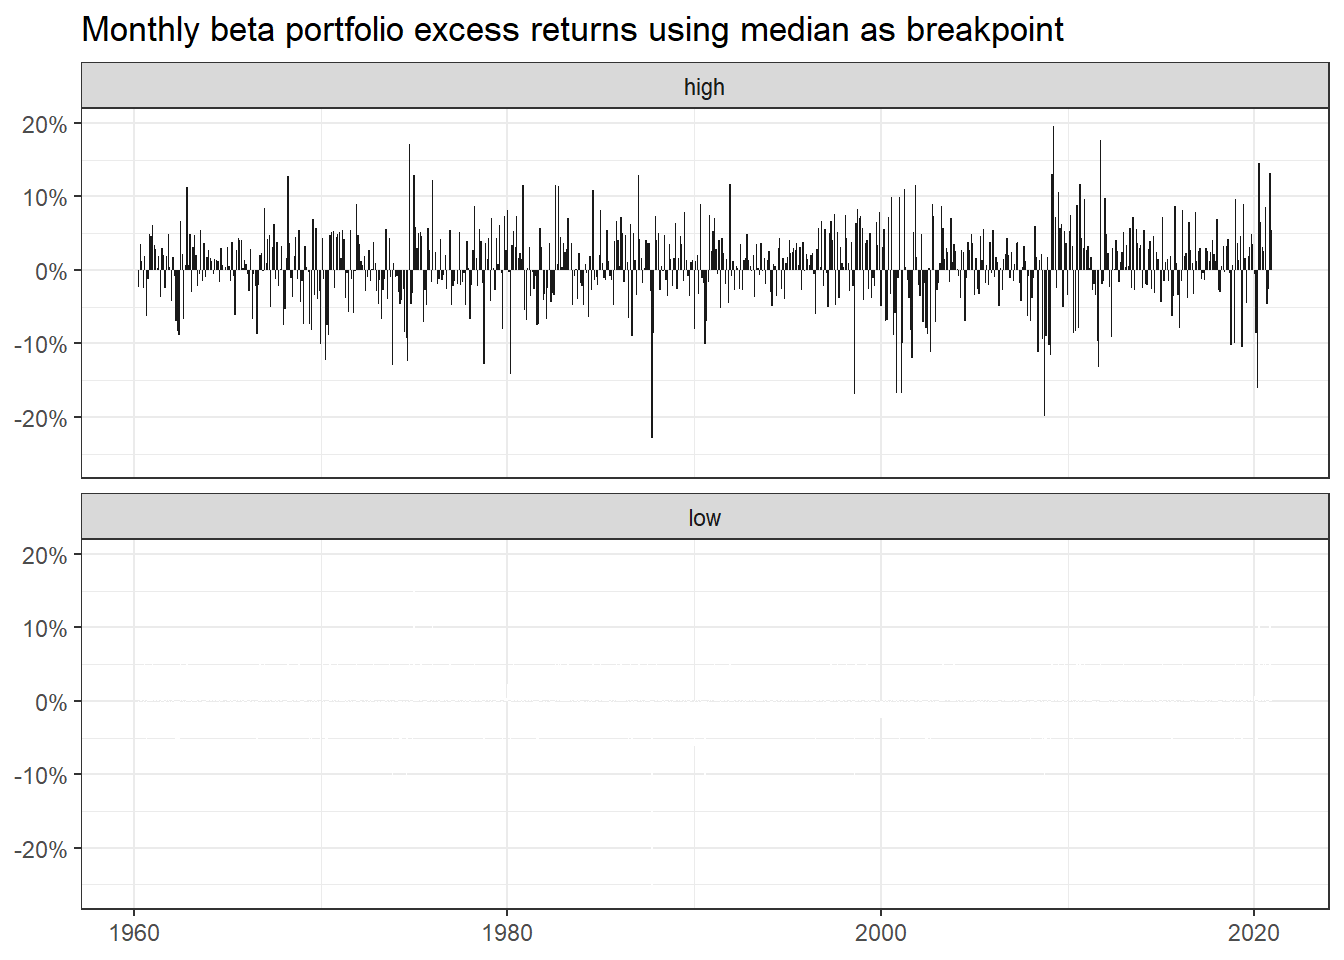 Monthly beta portfolio excess returns using median as breakpoint
high
20%
10%
0%
-10%
-20%
low
20%
10%
0%
-10%
-20%
1960 1980 2000 2020